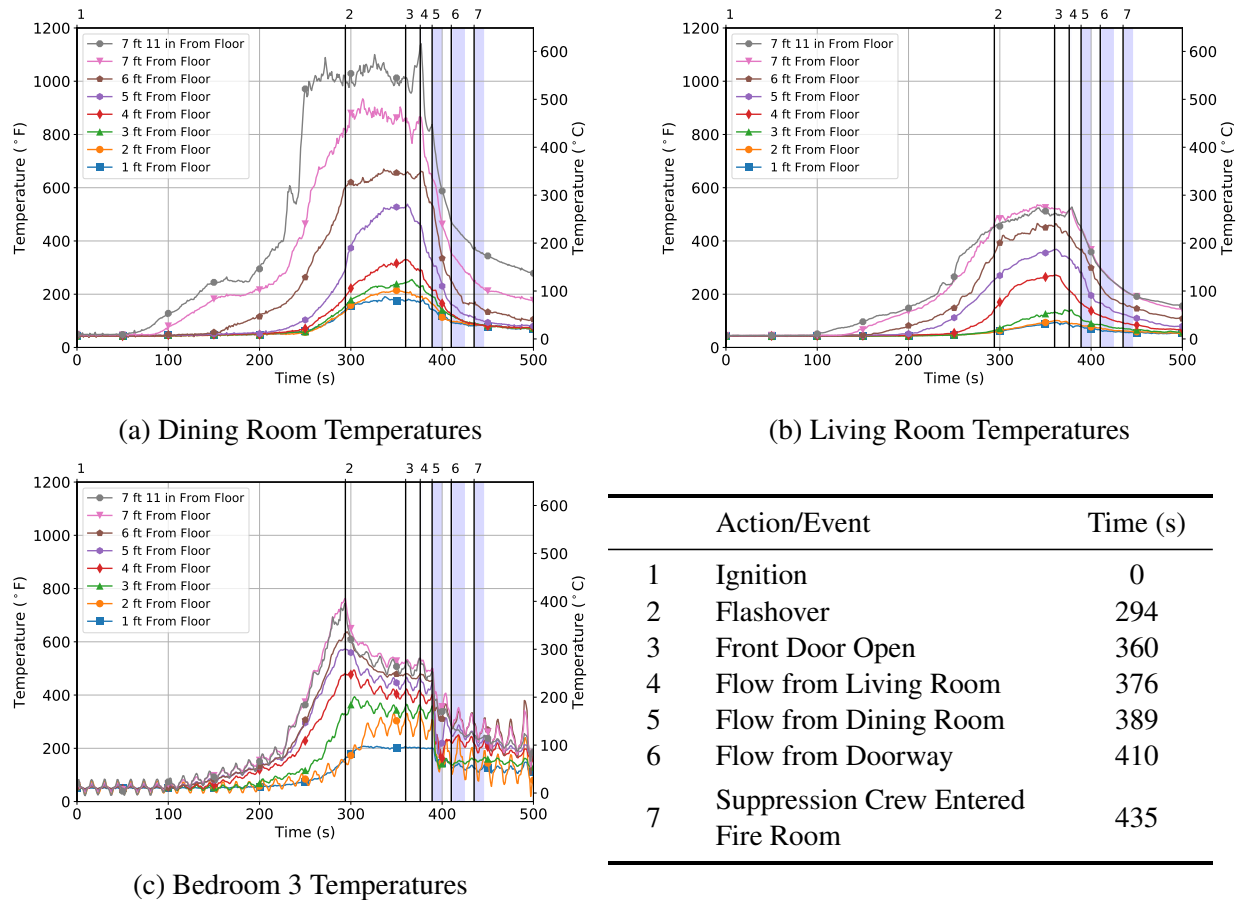 1 2 3 4 5 6 7
1200
1000
800
600
400
200
0
Temperature (°F)
7 ft 11 in From Floor
7 ft From Floor
6 ft From Floor
5 ft From Floor
4 ft From Floor
3 ft From Floor
2 ft From Floor
1 ft From Floor
600
500
400
300
200
100
0
Temperature (°C)
0 100 200 300 400 500
Time (s)
(a) Dining Room Temperatures
1 2 3 4 5 6 7
1200
1000
800
600
400
200
0
Temperature (°F)
7 ft 11 in From Floor
7 ft From Floor
6 ft From Floor
5 ft From Floor
4 ft From Floor
3 ft From Floor
2 ft From Floor
1 ft From Floor
600
500
400
300
200
100
0
Temperature (°C)
0 100 200 300 400 500
Time (s)
(b) Living Room Temperatures
1 2 3 4 5 6 7
1200
1000
800
600
400
200
0
Temperature (°F)
7 ft 11 in From Floor
7 ft From Floor
6 ft From Floor
5 ft From Floor
4 ft From Floor
3 ft From Floor
2 ft From Floor
1 ft From Floor
600
500
400
300
200
100
0
Temperature (°C)
0 100 200 300 400 500
Time (s)
(c) Bedroom 3 Temperatures
Action/Event Time (s)
1 Ignition 0
2 Flashover 294
3 Front Door Open 360
4 Flow from Living Room 376
5 Flow from Dining Room 389
6 Flow from Doorway 410
7 Suppression Crew Entered 435
Fire Room